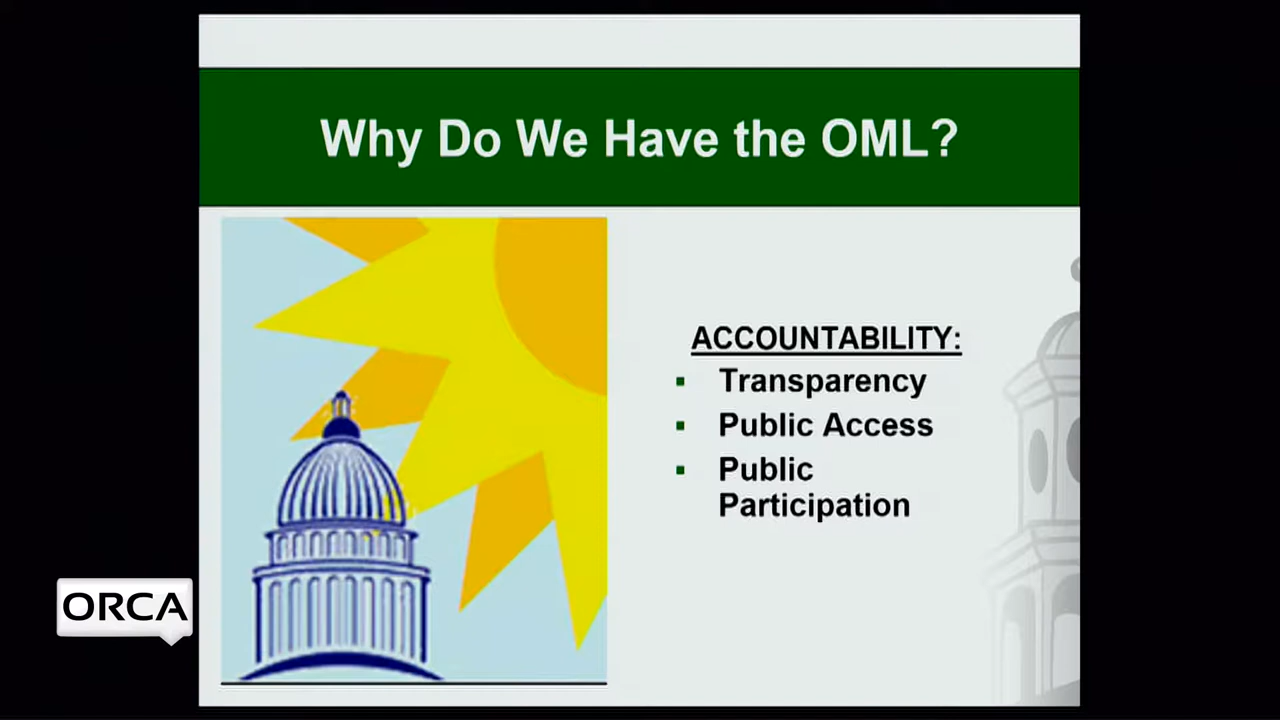 Why Do We Have the OML?
ACCOUNTABILITY:
▪ Transparency
▪ Public Access
▪ Public
Participation
ORCA